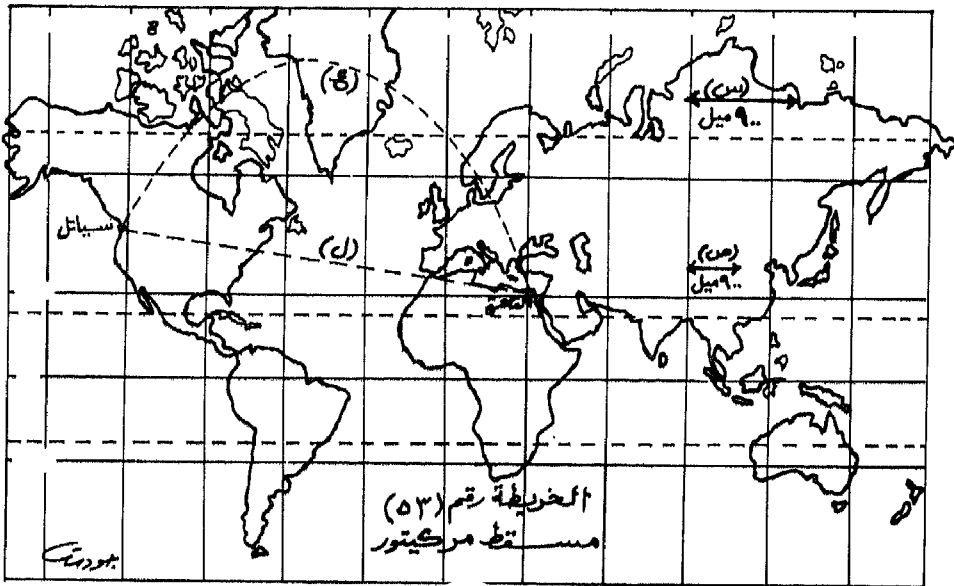 (ع)
(س)
٩٠٠ ميل
سياتل
(ل)
(ص)
٩٠٠ ميل
الخريطة رقم (٥٣)
مسقط مركيتور